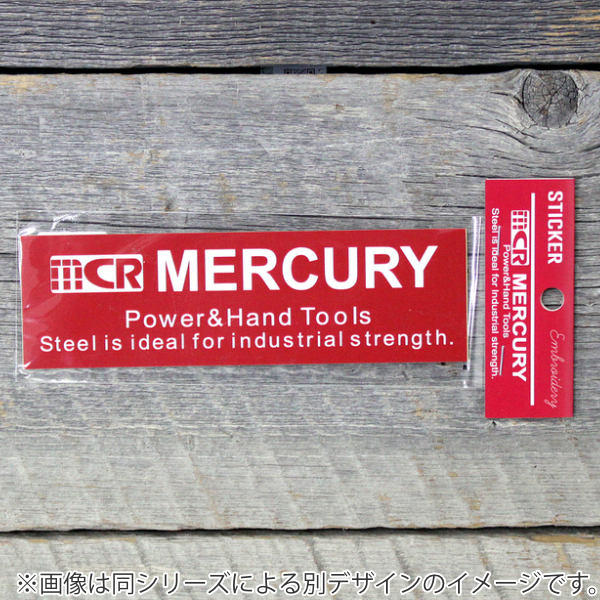 MCR MERCURY
Power&Hand Tools
Steel is ideal for industrial strength.
STICKER
MCR MERCURY
Power&Hand Tools
Steel is ideal for Industrial strength.
Embroidery
※画像は同シリーズによる別デザインのイメージです。